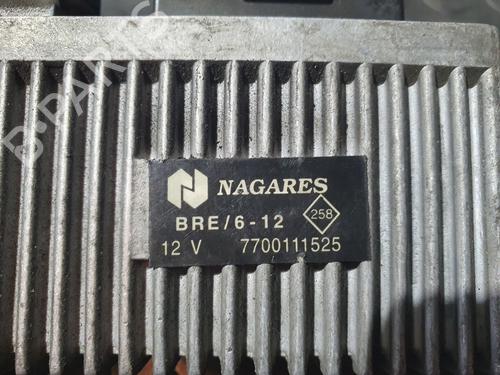 B-PARTS
NAGARES
BRE/6-12
258
12 V 7700111525